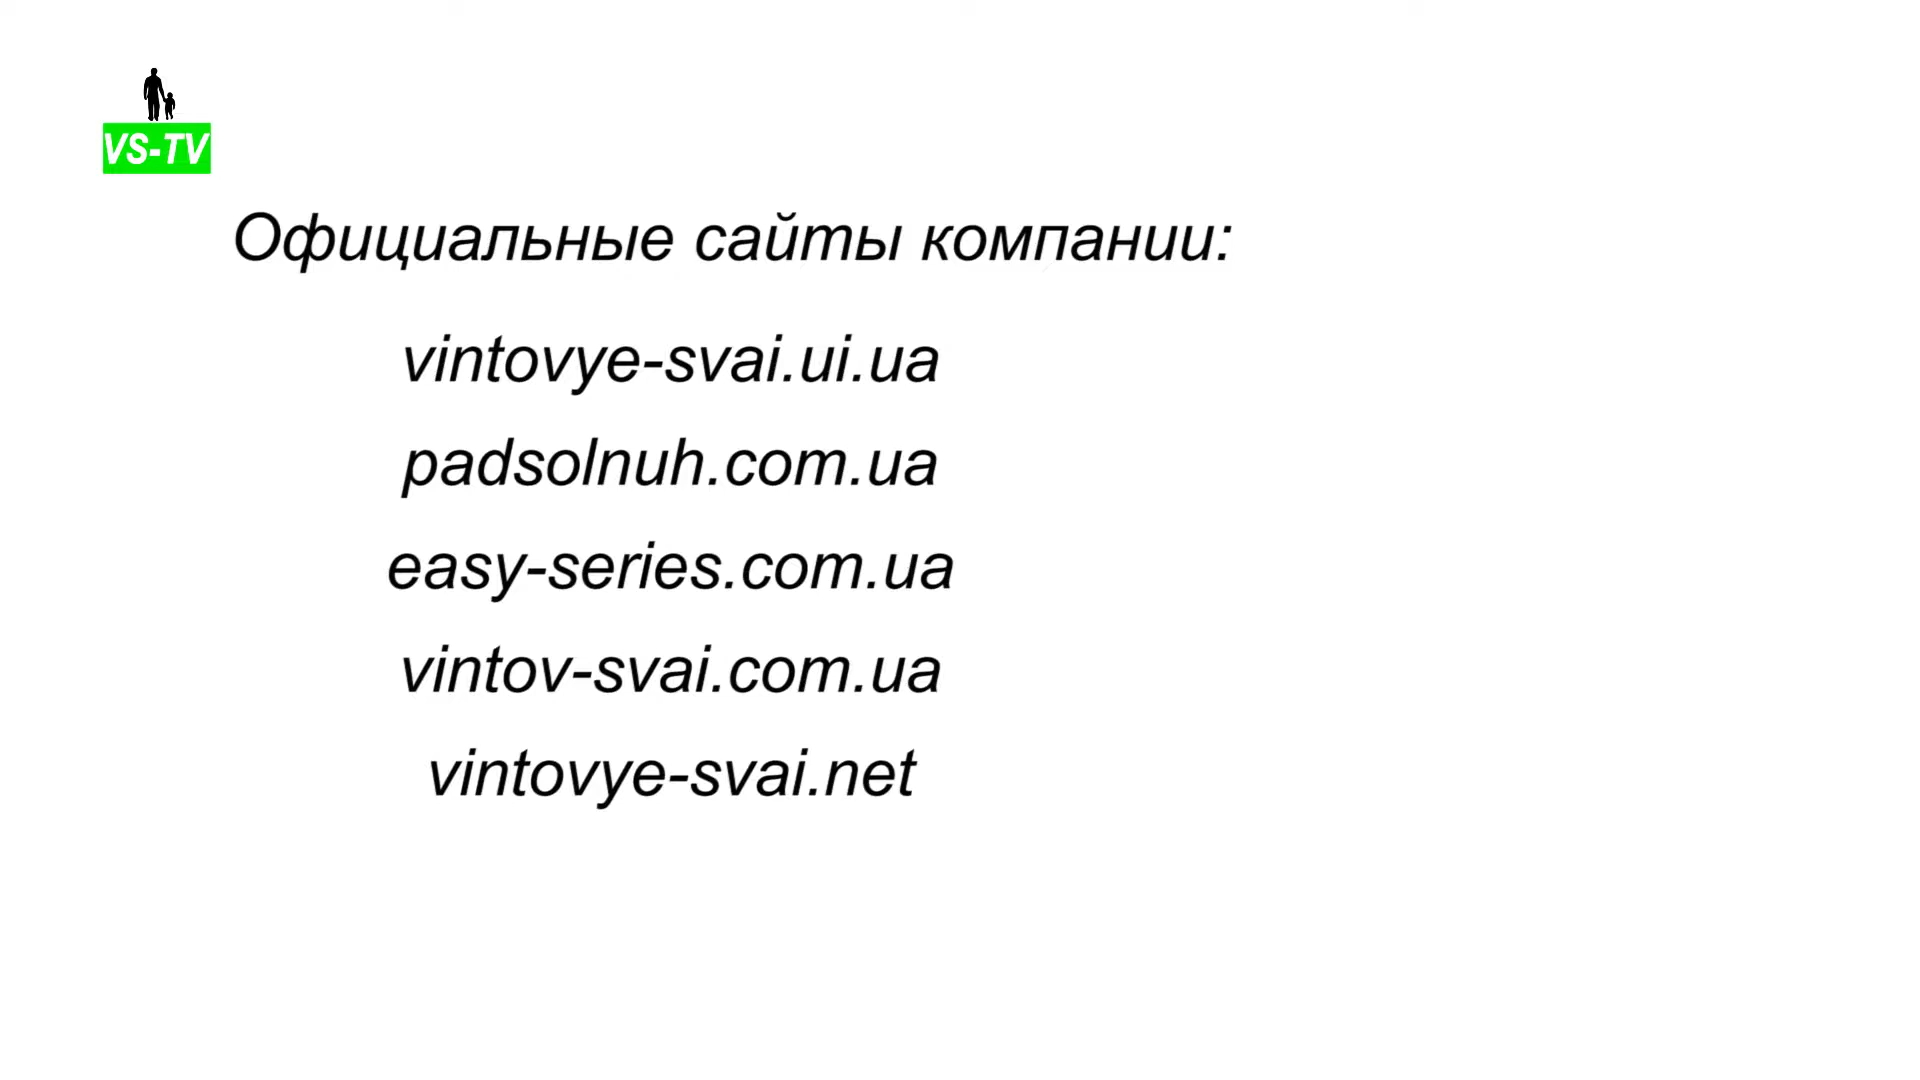 VS-TV
Официальные сайты компании:
vintovye-svai.ui.ua
padsolnuh.com.ua
easy-series.com.ua
vintov-svai.com.ua
vintovye-svai.net